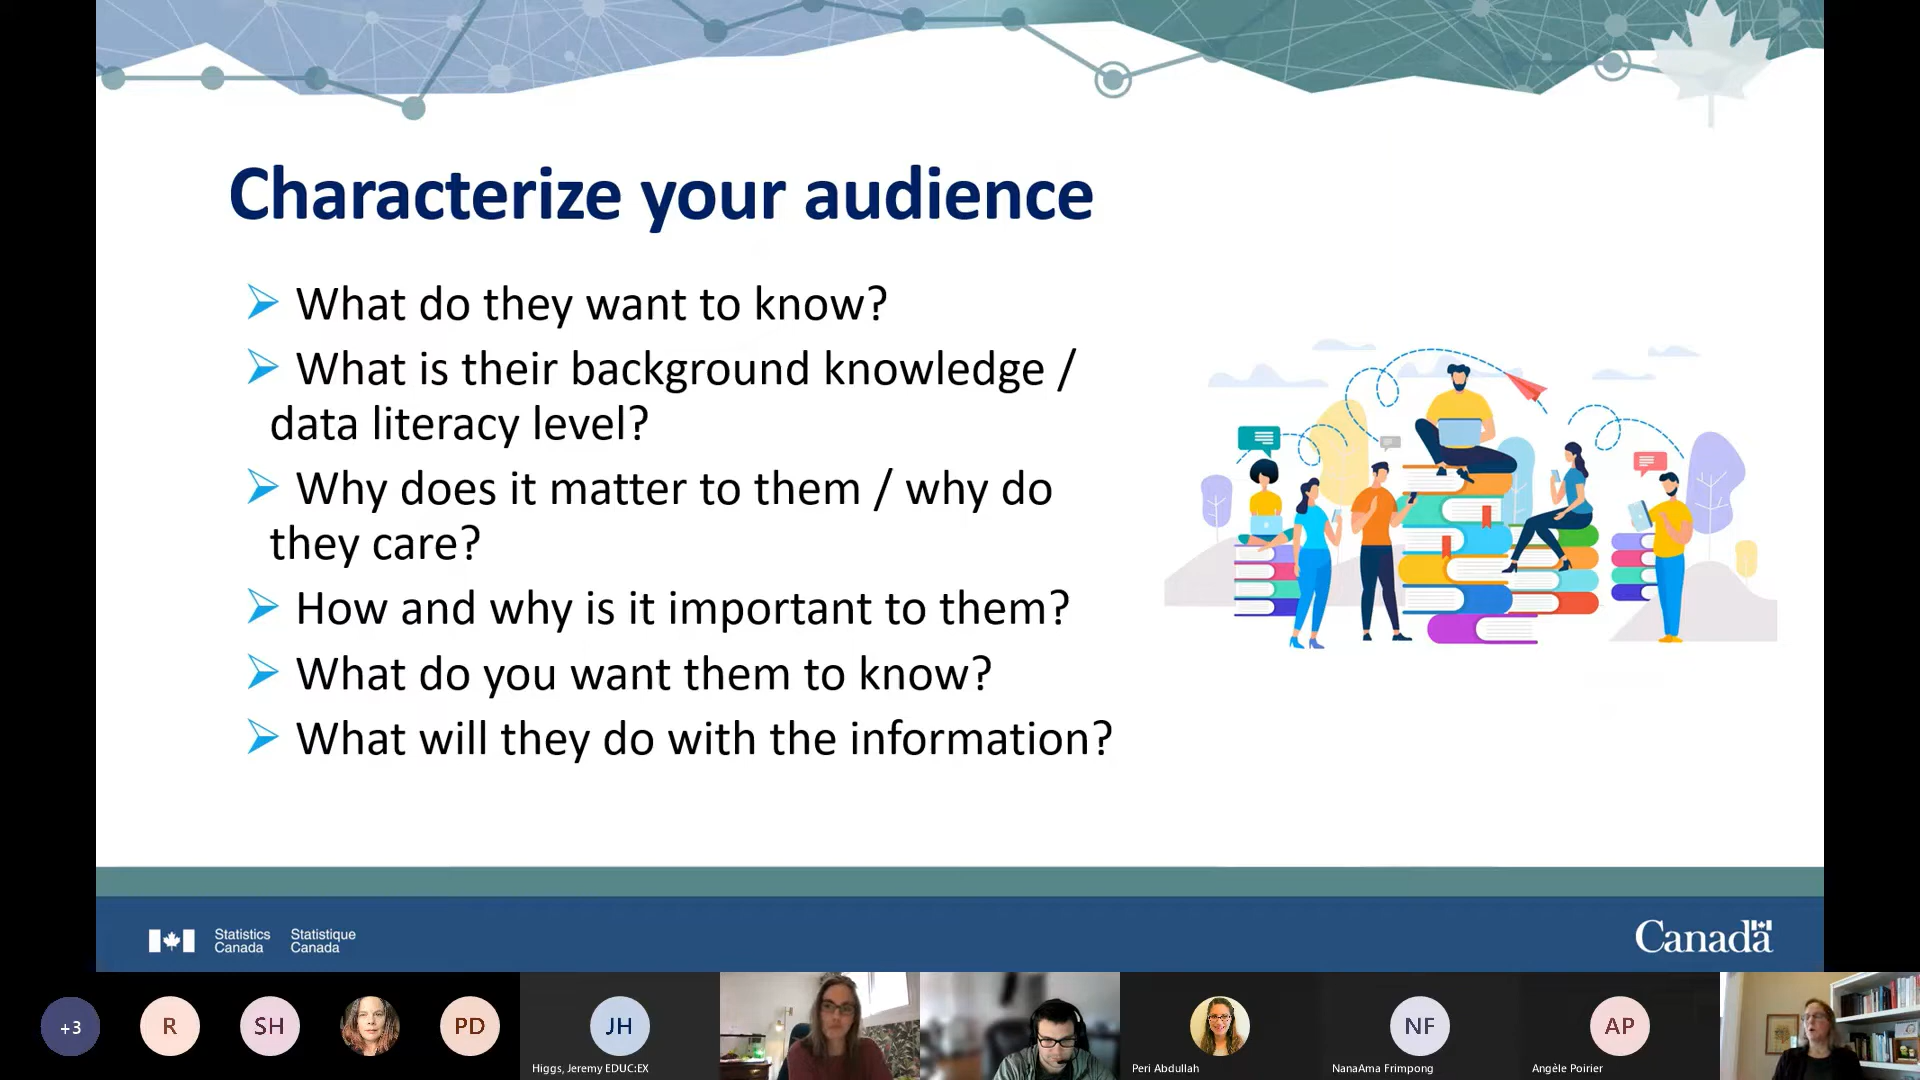 Characterize your audience
➢ What do they want to know?
➢ What is their background knowledge /
data literacy level?
➢ Why does it matter to them / why do
they care?
➢ How and why is it important to them?
➢ What do you want them to know?
➢ What will they do with the information?
Statistics Canada
Statistique Canada
Canada
+3
R
SH
PD
JH
NF
AP
Higgs, Jeremy EDUC:EX
Peri Abdullah
NanaAma Frimpong
Angèle Poirier